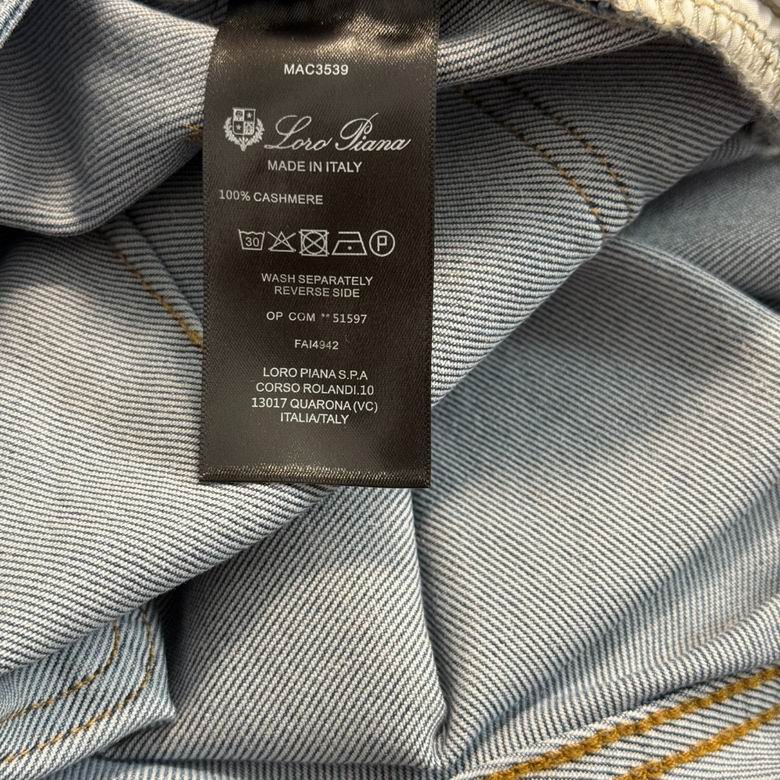 MAC3539
Loro Piana
MADE IN ITALY
100% CASHMERE
30
P
WASH SEPARATELY
REVERSE SIDE
OP COM ** 51597
FAI4942
LORO PIANA S.P.A
CORSO ROLANDI.10
13017 QUARONA (VC)
ITALIA/TALY